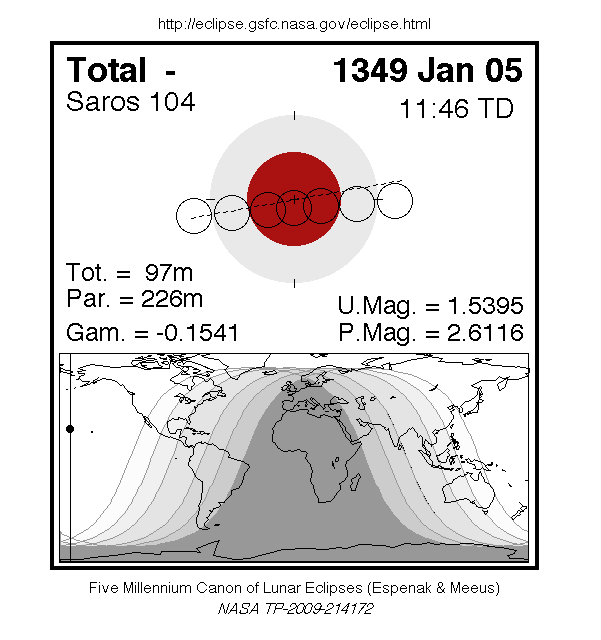 http://eclipse.gsfc.nasa.gov/eclipse.html
Total - 1349 Jan 05
Saros 104 11:46 TD
Tot. = 97m
Par. = 226m U.Mag. = 1.5395
Gam. = -0.1541 P.Mag. = 2.6116
Five Millennium Canon of Lunar Eclipses (Espenak & Meeus)
NASA TP-2009-214172